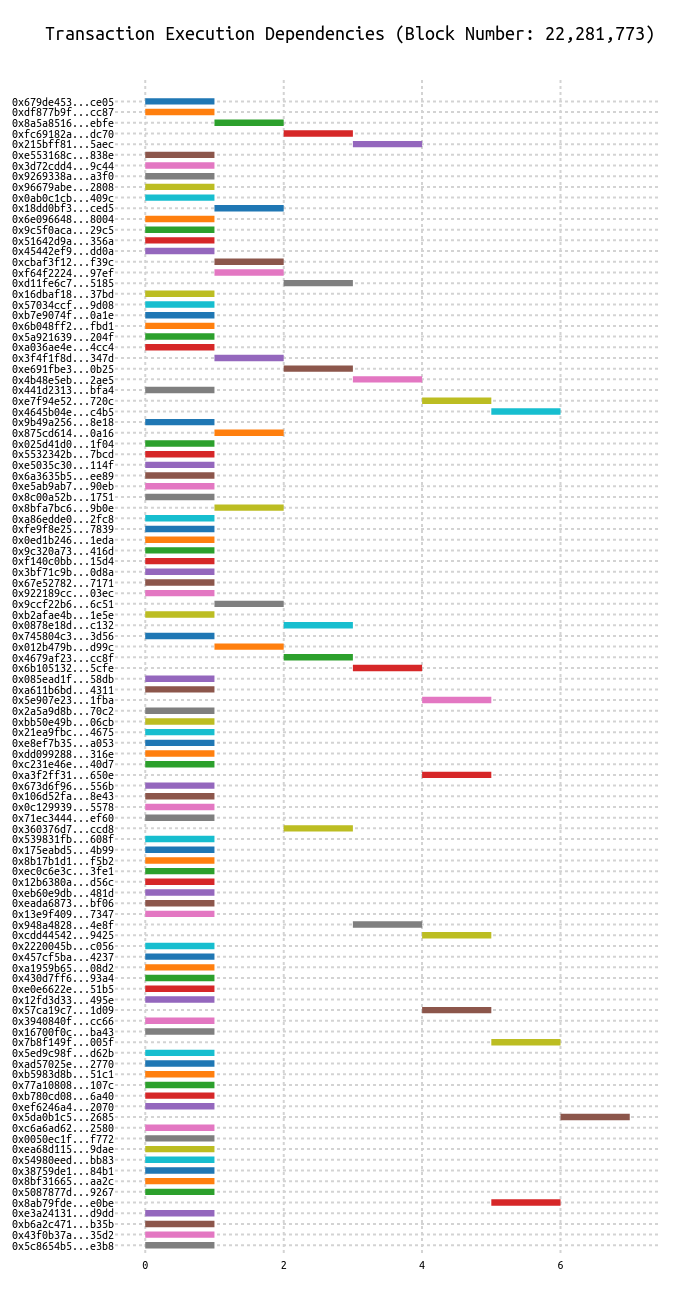 Transaction Execution Dependencies (Block Number: 22,281,773)
0x679de453...ce05
0xdf877b9f...cc87
0x8a5a8516...ebfe
0xfc69182a...dc70
0x215bff81...5aec
0xe553168c...838e
0x3d72cdd4...9c44
0x9269338a...a3f0
0x96679abe...2808
0x0ab0c1cb...409c
0x18dd0bf3...ced5
0x6e096648...8004
0x9c5f0aca...29c5
0x51642d9a...356a
0x45442ef9...dd0a
0xcbaf3f12...f39c
0xf64f2224...97ef
0xd11fe6c7...5185
0x16dbaf18...37bd
0x57034ccf...9d08
0xb7e9074f...0a1e
0x6b048ff2...fbd1
0x5a921639...204f
0xa036ae4e...4cc4
0x3f4f1f8d...347d
0xe691fbe3...0b25
0x4b48e5eb...2ae5
0x441d2313...bfa4
0xe7f94e52...720c
0x4645b04e...c4b5
0x9b49a256...8e18
0x875cd614...0a16
0x025d41d0...1f04
0x5532342b...7bcd
0xe5035c30...114f
0x6a3635b5...ee89
0xe5ab9ab7...90eb
0x8c00a52b...1751
0x8bfa7bc6...9b0e
0xa86edde0...2fc8
0xfe9f8e25...7839
0x0ed1b246...1eda
0x9c320a73...416d
0xf140c0bb...15d4
0x3bf71c9b...0d8a
0x67e52782...7171
0x922189cc...03ec
0x9ccf22b6...6c51
0xb2afae4b...1e5e
0x0878e18d...c132
0x745804c3...3d56
0x012b479b...d99c
0x4679af23...cc8f
0x6b105132...5cfe
0x085ead1f...58db
0xa611b6bd...4311
0x5e907e23...1fba
0x2a5a9d8b...70c2
0xbb50e49b...06cb
0x21ea9fbc...4675
0xe8ef7b35...a053
0xdd099288...316e
0xc231e46e...40d7
0xa3f2ff31...650e
0x673d6f96...556b
0x106d52fa...8e43
0x0c129939...5578
0x71ec3444...ef60
0x360376d7...ccd8
0x539831fb...608f
0x175eabd5...4b99
0x8b17b1d1...f5b2
0xec0c6e3c...3fe1
0x12b6380a...d56c
0xeb60e9db...481d
0xeada6873...bf06
0x13e9f409...7347
0x948a4828...4e8f
0xcdd44542...9425
0x2220045b...c056
0x457cf5ba...4237
0xa1959b65...08d2
0x430d7ff6...93a4
0xe0e6622e...51b5
0x12fd3d33...495e
0x57ca19c7...1d09
0x3940840f...cc66
0x16700f0c...ba43
0x7b8f149f...005f
0x5ed9c98f...d62b
0xad57025e...2770
0xb5983d8b...51c1
0x77a10808...107c
0xb780cd08...6a40
0xef6246a4...2070
0x5da0b1c5...2685
0xc6a6ad62...2580
0x0050ec1f...f772
0xea68d115...9dae
0x54980eed...bb83
0x38759de1...84b1
0x8bf31665...aa2c
0x5087877d...9267
0x8ab79fde...e0be
0xe3a24131...d9dd
0xb6a2c471...b35b
0x43f0b37a...35d2
0x5c8654b5...e3b8
0 2 4 6